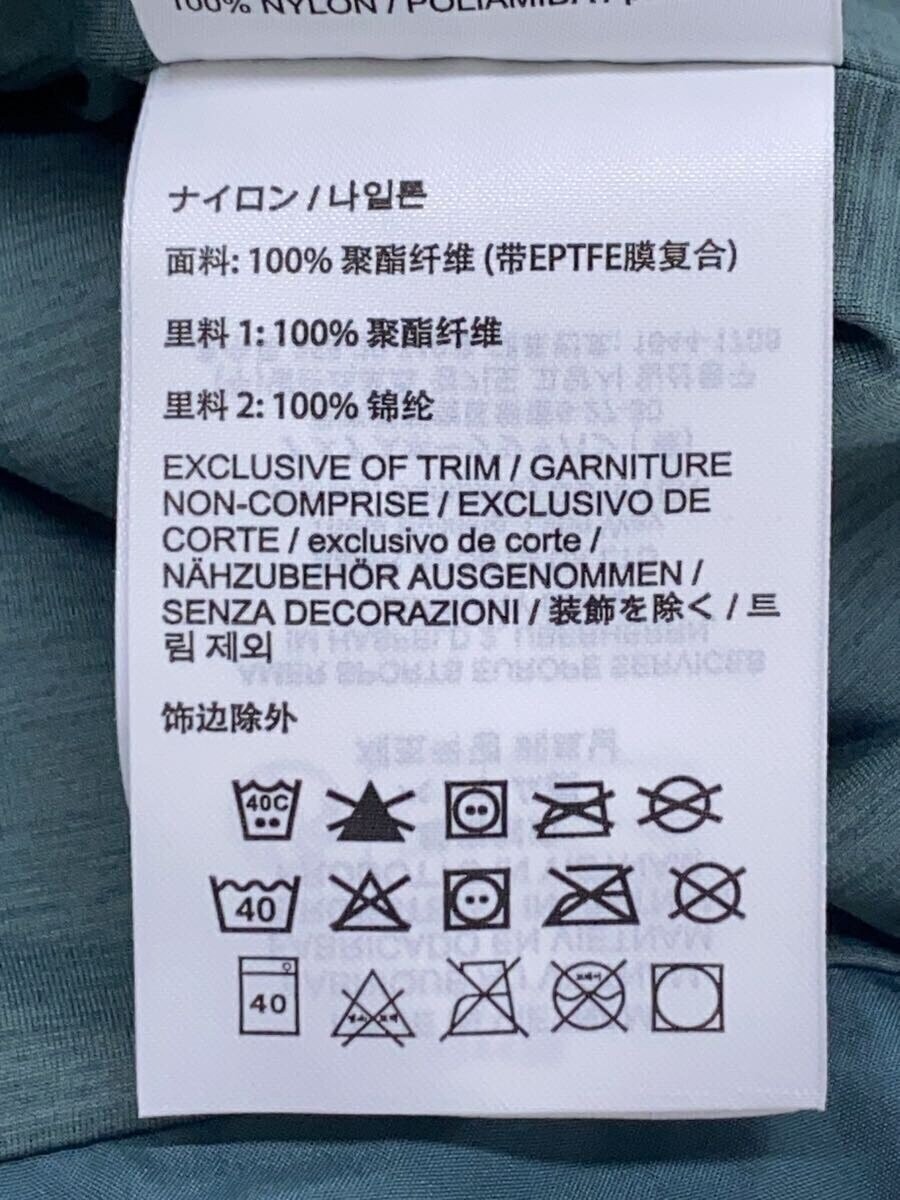 100% NYLON / POLIAMIDA /
ナイロン / 나일론
面料: 100% 聚酯纤维 (带EPTFE膜复合)
里料 1: 100% 聚酯纤维
里料 2: 100% 锦纶
EXCLUSIVE OF TRIM / GARNITURE
NON-COMPRISE / EXCLUSIVO DE
CORTE / exclusivo de corte /
NÄHZUBEHÖR AUSGENOMMEN /
SENZA DECORAZIONI / 装飾を除く / 트
림 제외
饰边除外
40C
40
40